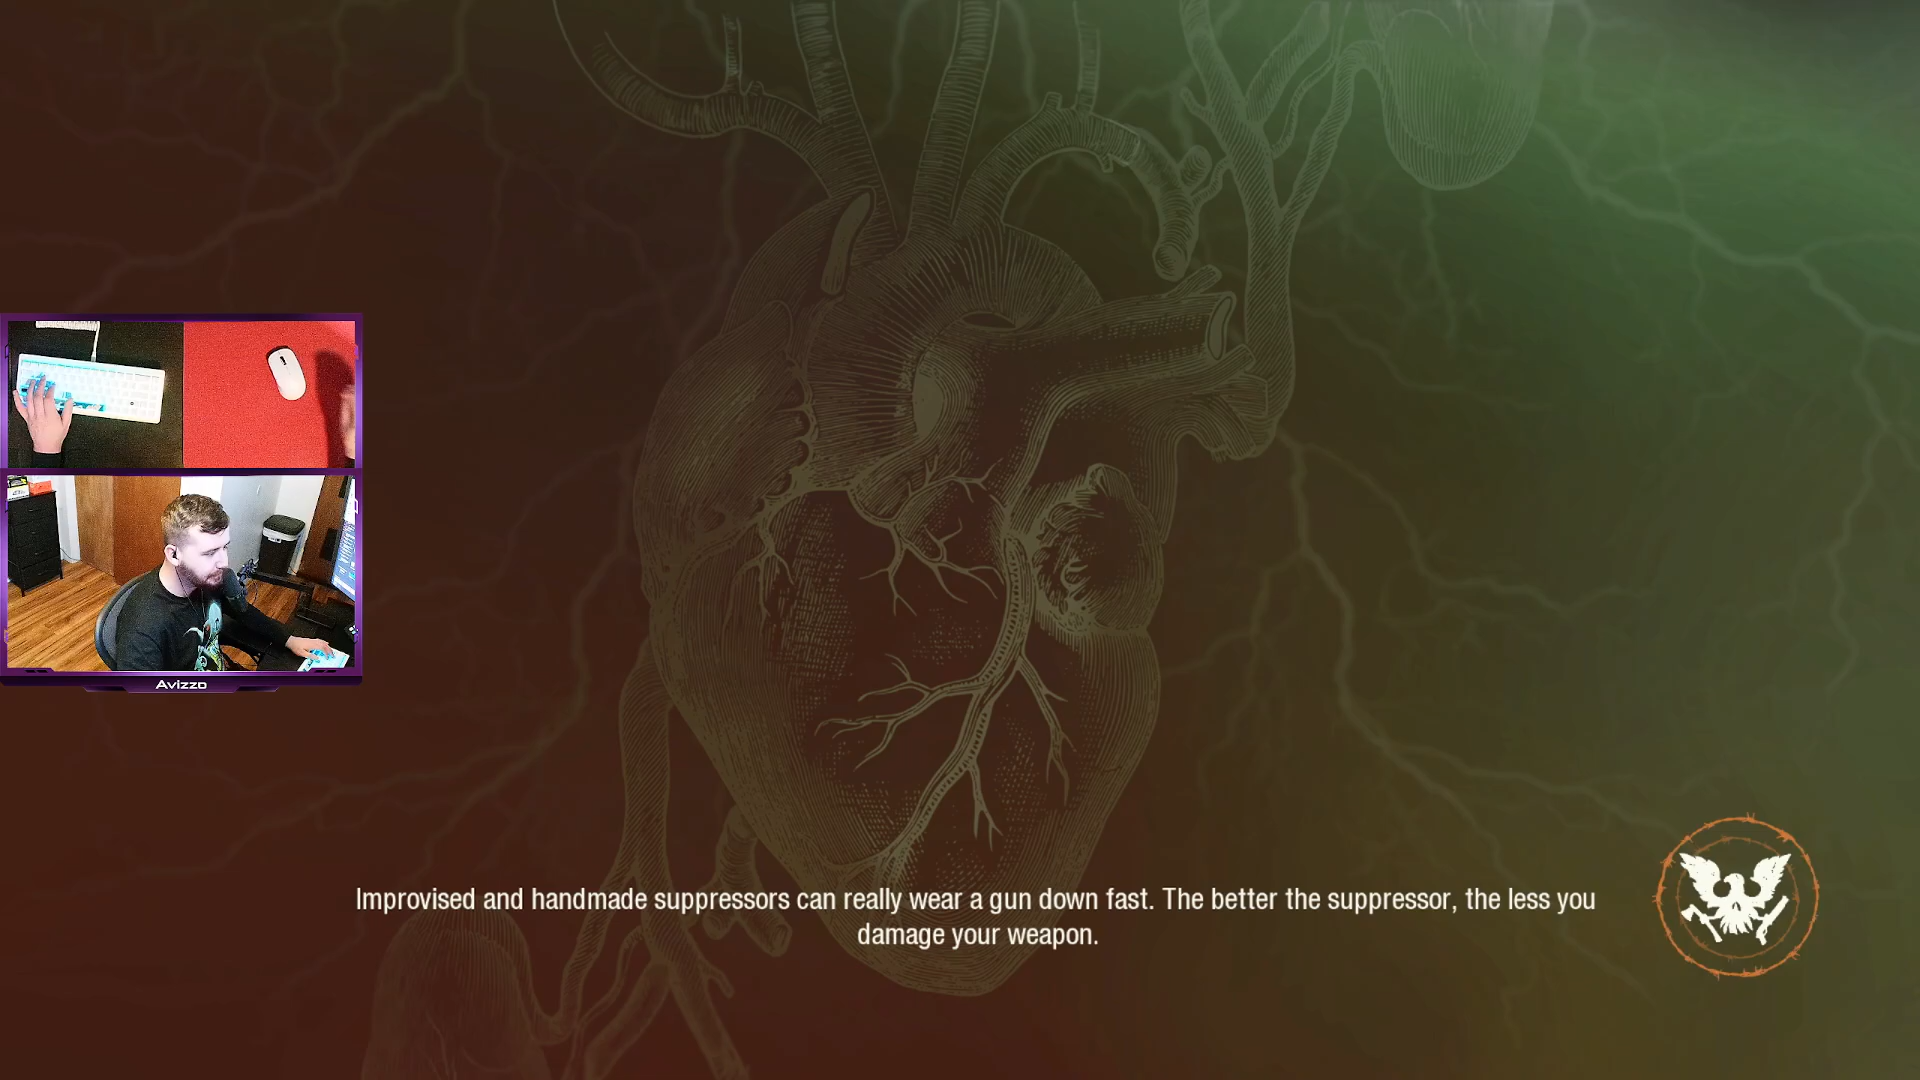 Avizzo
Improvised and handmade suppressors can really wear a gun down fast. The better the suppressor, the less you
damage your weapon.